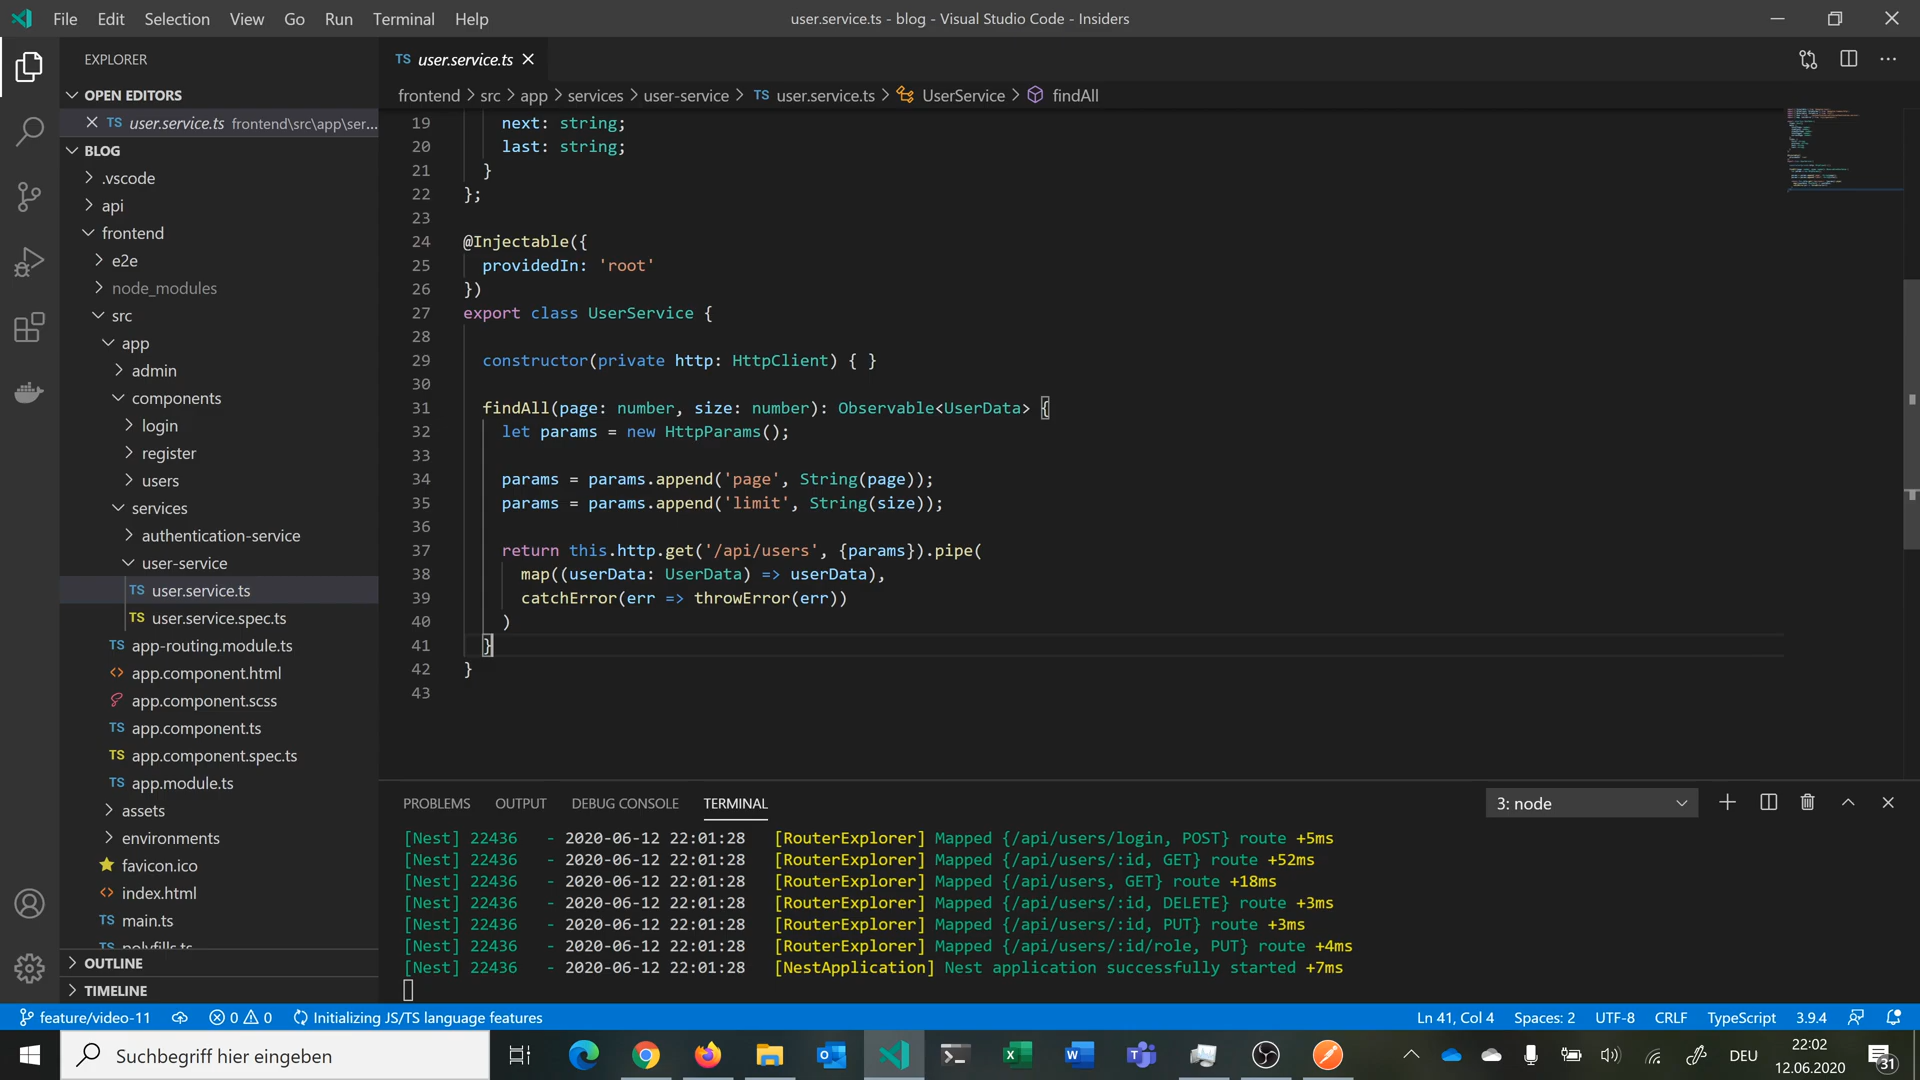 File Edit Selection View Go Run Terminal Help
user.service.ts - blog - Visual Studio Code - Insiders
EXPLORER
OPEN EDITORS
TS user.service.ts frontend\src\app\ser...
BLOG
.vscode
api
frontend
e2e
node_modules
src
app
admin
components
login
register
users
services
authentication-service
user-service
TS user.service.ts
TS user.service.spec.ts
TS app-routing.module.ts
<> app.component.html
app.component.scss
TS app.component.ts
TS app.component.spec.ts
TS app.module.ts
assets
environments
favicon.ico
<> index.html
TS main.ts
TS polyfills.ts
OUTLINE
TIMELINE
TS user.service.ts
frontend > src > app > services > user-service > TS user.service.ts > UserService > findAll
19 next: string;
20 last: string;
21 }
22 };
23
24 @Injectable({
25 providedIn: 'root'
26 })
27 export class UserService {
28
29 constructor(private http: HttpClient) { }
30
31 findAll(page: number, size: number): Observable<UserData> {
32 let params = new HttpParams();
33
34 params = params.append('page', String(page));
35 params = params.append('limit', String(size));
36
37 return this.http.get('/api/users', {params}).pipe(
38 map((userData: UserData) => userData),
39 catchError(err => throwError(err))
40 )
41 }
42 }
43
PROBLEMS OUTPUT DEBUG CONSOLE TERMINAL 3: node
[Nest] 22436 - 2020-06-12 22:01:28 [RouterExplorer] Mapped {/api/users/login, POST} route +5ms
[Nest] 22436 - 2020-06-12 22:01:28 [RouterExplorer] Mapped {/api/users/:id, GET} route +52ms
[Nest] 22436 - 2020-06-12 22:01:28 [RouterExplorer] Mapped {/api/users, GET} route +18ms
[Nest] 22436 - 2020-06-12 22:01:28 [RouterExplorer] Mapped {/api/users/:id, DELETE} route +3ms
[Nest] 22436 - 2020-06-12 22:01:28 [RouterExplorer] Mapped {/api/users/:id, PUT} route +3ms
[Nest] 22436 - 2020-06-12 22:01:28 [RouterExplorer] Mapped {/api/users/:id/role, PUT} route +4ms
[Nest] 22436 - 2020-06-12 22:01:28 [NestApplication] Nest application successfully started +7ms
feature/video-11 0 0 Initializing JS/TS language features Ln 41, Col 4 Spaces: 2 UTF-8 CRLF TypeScript 3.9.4
Suchbegriff hier eingeben DEU 22:02
12.06.2020 31